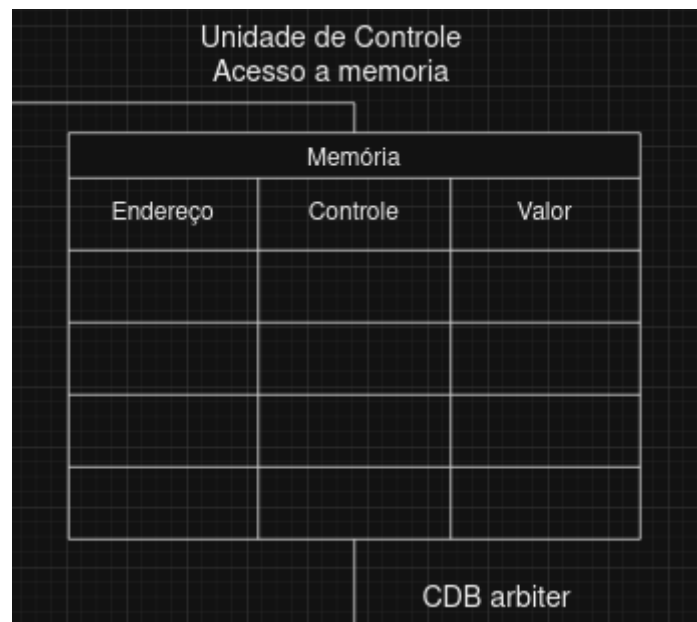 Unidade de Controle
Acesso a memoria
Memória
Endereço Controle Valor
CDB arbiter